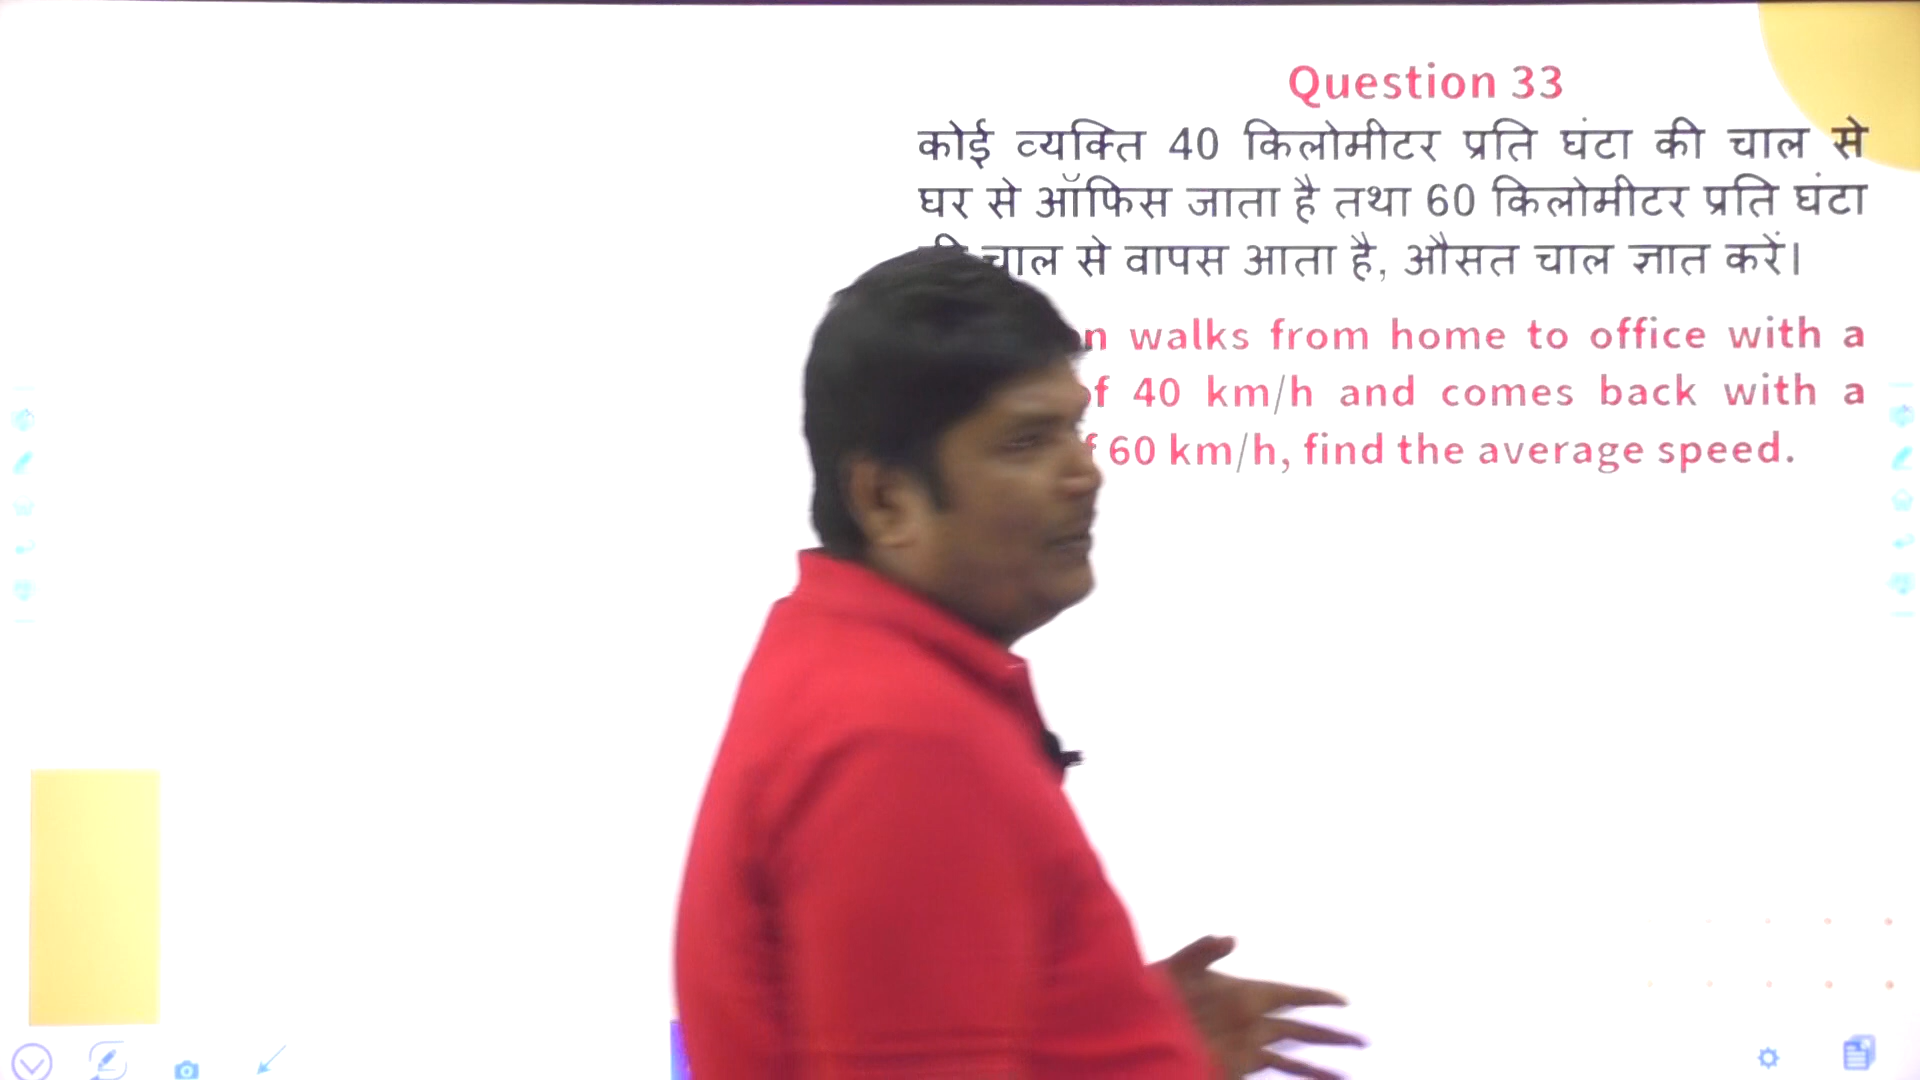 Question 33
कोई व्यक्ति 40 किलोमीटर प्रति घंटा की चाल से
घर से ऑफिस जाता है तथा 60 किलोमीटर प्रति घंटा
चाल से वापस आता है, औसत चाल ज्ञात करें।
walks from home to office with a
40 km/h and comes back with a
60 km/h, find the average speed.